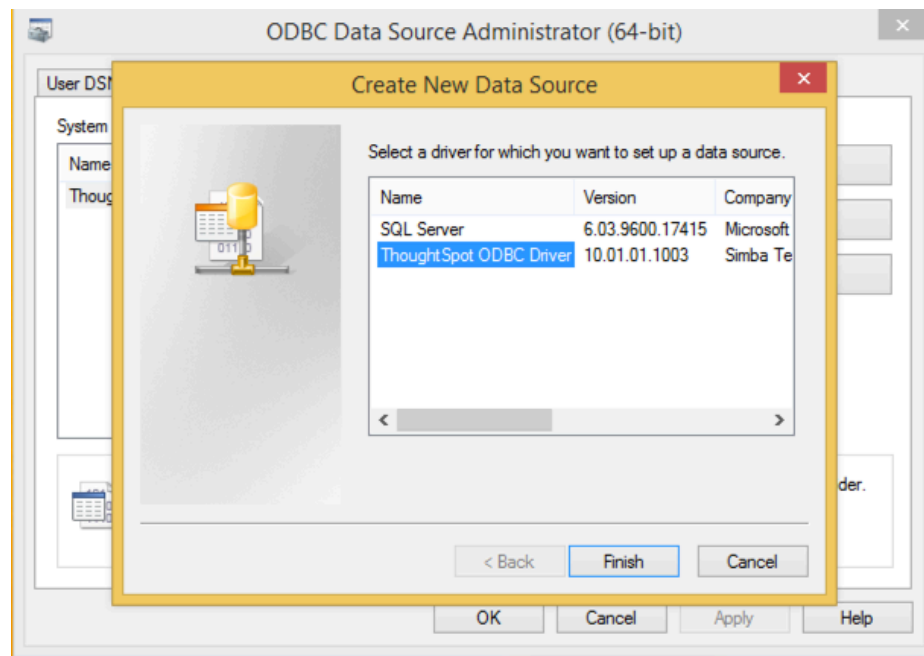 ODBC Data Source Administrator (64-bit)
Create New Data Source
User DS
System
Name
Thoug
Select a driver for which you want to set up a data source.
Name Version Company
SQL Server 6.03.9600.17415 Microsoft
ThoughtSpot ODBC Driver 10.01.01.1003 Simba Te
der.
< Back Finish Cancel
OK Cancel Apply Help